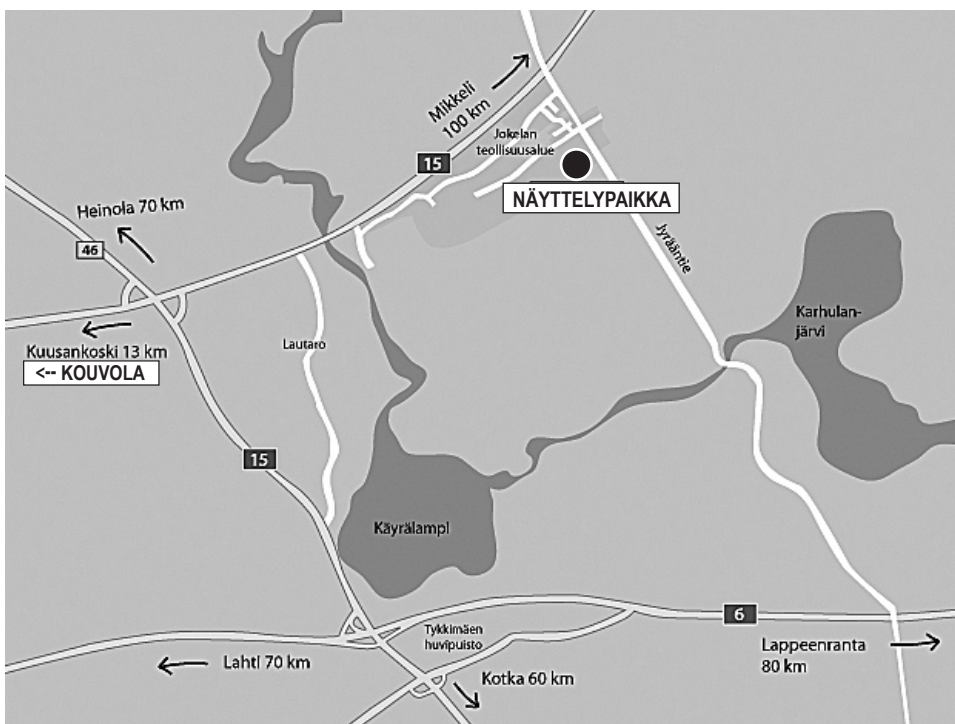 Mikkeli
100 km
Jokelan
teollisuusalue
15
NÄYTTELYPAIKKA
Heinola 70 km
46
Jyrääntie
Karhulan-
järvi
Kuusankoski 13 km
<-- KOUVOLA
Lautaro
15
Käyrälampi
6
Tykkimäen
huvipuisto
Lappeenranta
80 km
Lahti 70 km
Kotka 60 km